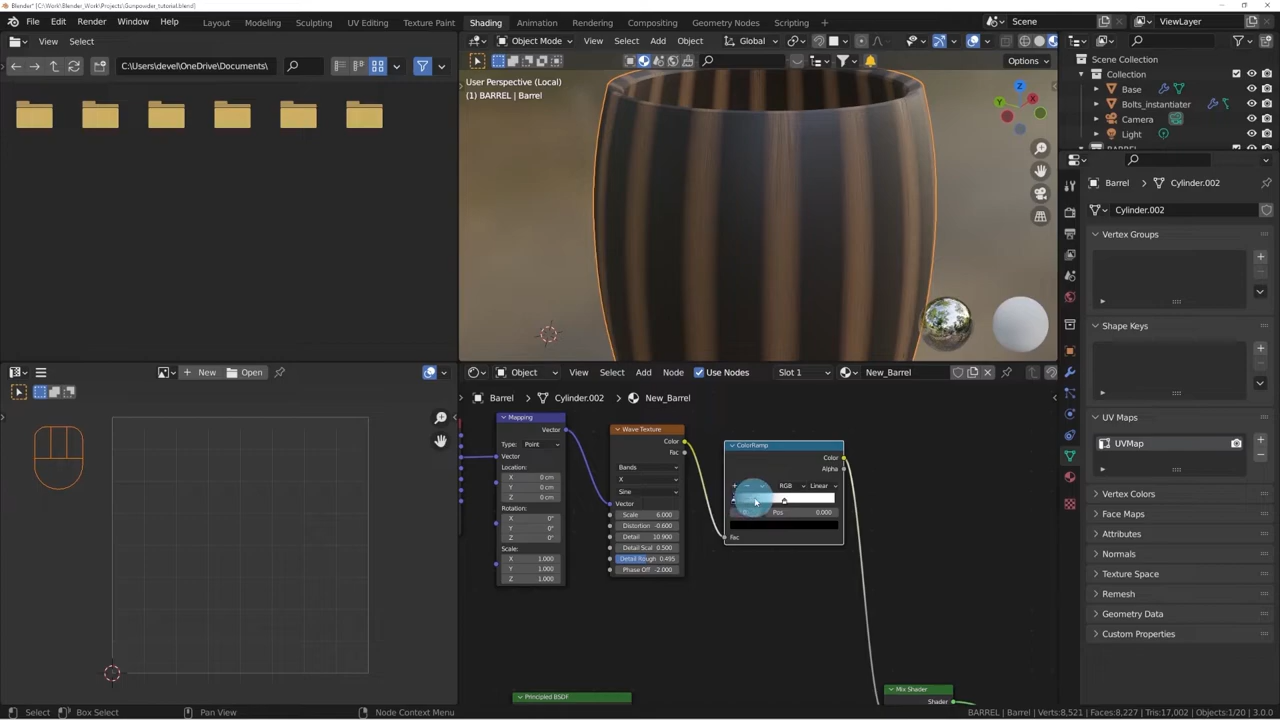 Blender* [C:\Work\Blender_Work\Projects\Gunpowder_tutorial.blend]
File Edit Render Window Help Layout Modeling Sculpting UV Editing Texture Paint Shading Animation Rendering Compositing Geometry Nodes Scripting Scene ViewLayer
View Select
C:\Users\devel\OneDrive\Documents\
Object Mode View Select Add Object Global
Options
User Perspective (Local)
(1) BARREL | Barrel
Z
Y
X
Scene Collection
Collection
Base
Bolts_instantiater
Camera
Light
Barrel Cylinder.002
Cylinder.002
Vertex Groups
Shape Keys
UV Maps
UVMap
Vertex Colors
Face Maps
Attributes
Normals
Texture Space
Remesh
Geometry Data
Custom Properties
New Open
Object View Select Add Node Use Nodes Slot 1 New_Barrel
Barrel Cylinder.002 New_Barrel
Mapping
Vector
Type: Point
Vector
Location:
X 0 cm
Y 0 cm
Z 0 cm
Rotation:
X 0°
Y 0°
Z 0°
Scale:
X 1.000
Y 1.000
Z 1.000
Wave Texture
Color
Fac
Bands
X
Sine
Vector
Scale 6.000
Distortion -0.600
Detail 10.900
Detail Scal 0.500
Detail Rough 0.495
Phase Off -2.000
ColorRamp
Color
Alpha
RGB Linear
Pos 0.000
Fac
Principled BSDF
Mix Shader
Shader
Select Box Select Pan View Node Context Menu
BARREL | Barrel Verts:8,521 Faces:8,227 Tris:17,002 Objects:1/20 3.0.0